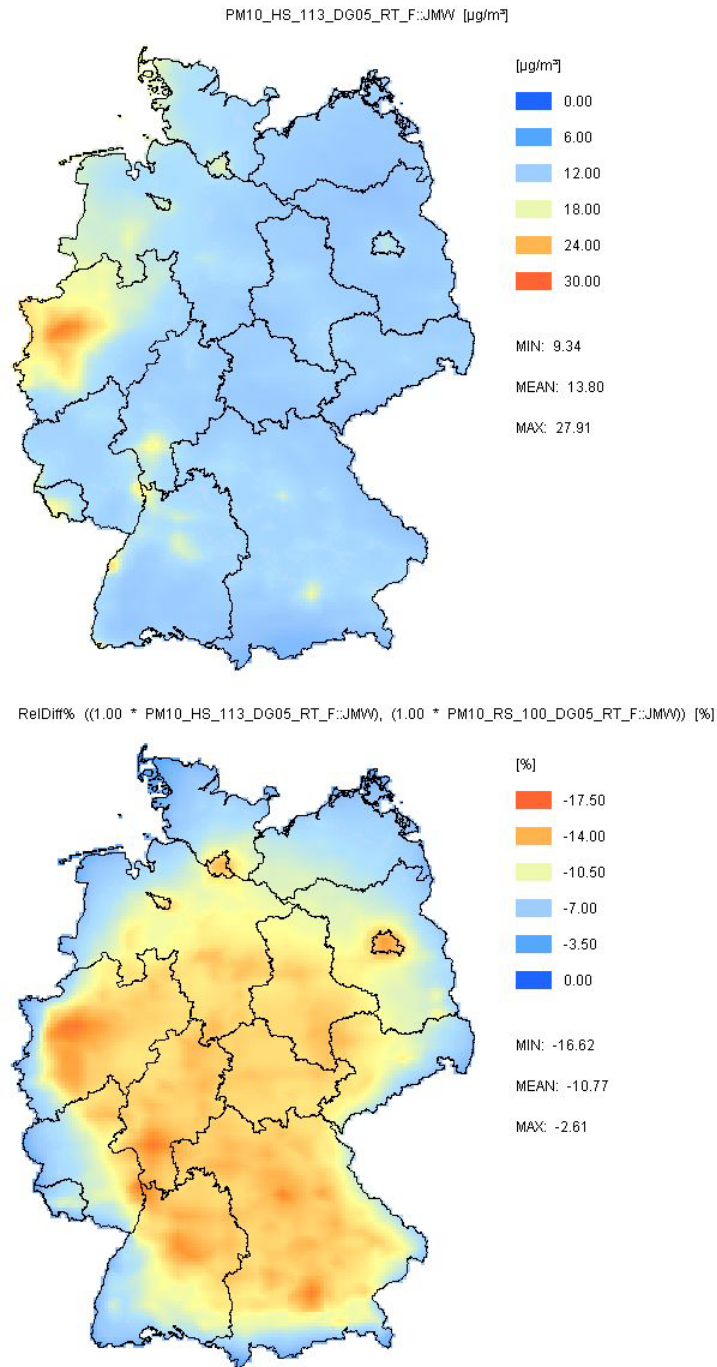 PM10_HS_113_DG05_RT_F::JMW [µg/m³]
[µg/m³]
0.00
6.00
12.00
18.00
24.00
30.00
MIN: 9.34
MEAN: 13.80
MAX: 27.91
RelDiff% ((1.00 * PM10_HS_113_DG05_RT_F::JMW), (1.00 * PM10_RS_100_DG05_RT_F::JMW)) [%]
[%]
-17.50
-14.00
-10.50
-7.00
-3.50
0.00
MIN: -16.62
MEAN: -10.77
MAX: -2.61